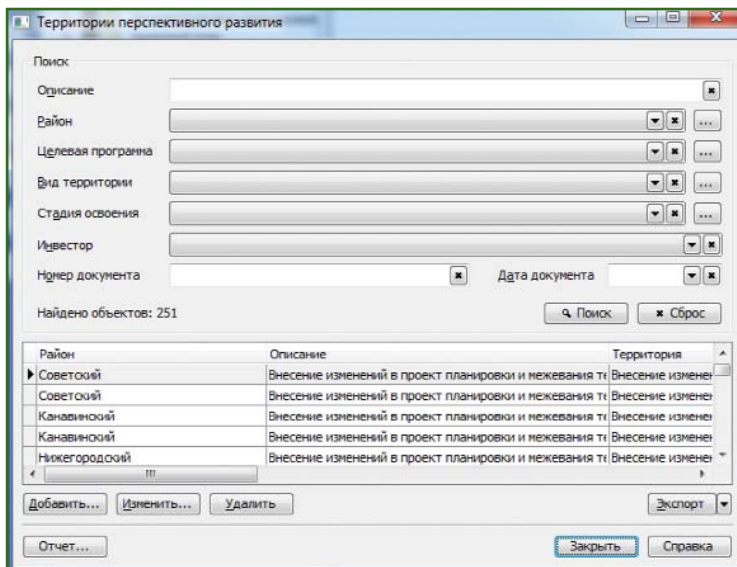 Территории перспективного развития
Поиск
Описание
Район
...
Целевая программа
...
Вид территории
...
Стадия освоения
...
Инвестор
Номер документа Дата документа
Найдено объектов: 251 Поиск Сброс
Район Описание Территория
Советский Внесение изменений в проект планировки и межевания те Внесение изменен
Советский Внесение изменений в проект планировки и межевания те Внесение изменен
Канавинский Внесение изменений в проект планировки и межевания те Внесение изменен
Канавинский Внесение изменений в проект планировки и межевания те Внесение изменен
Нижегородский Внесение изменений в проект планировки и межевания те Внесение изменен
Добавить... Изменить... Удалить Экспорт
Отчет... Закрыть Справка